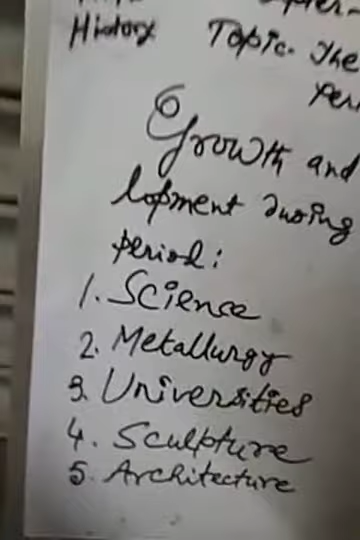 History Topic. The
Growth and
lopment during
period:
1. Science
2. Metallurgy
3. Universities
4. Sculpture
5. Architecture